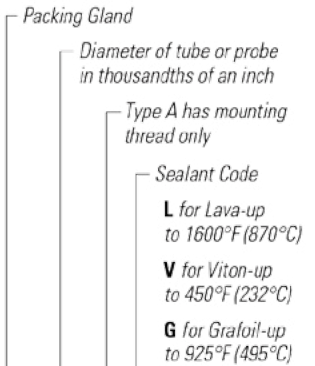 Packing Gland
Diameter of tube or probe
in thousandths of an inch
Type A has mounting
thread only
Sealant Code
L for Lava-up
to 1600°F (870°C)
V for Viton-up
to 450°F (232°C)
G for Grafoil-up
to 925°F (495°C)